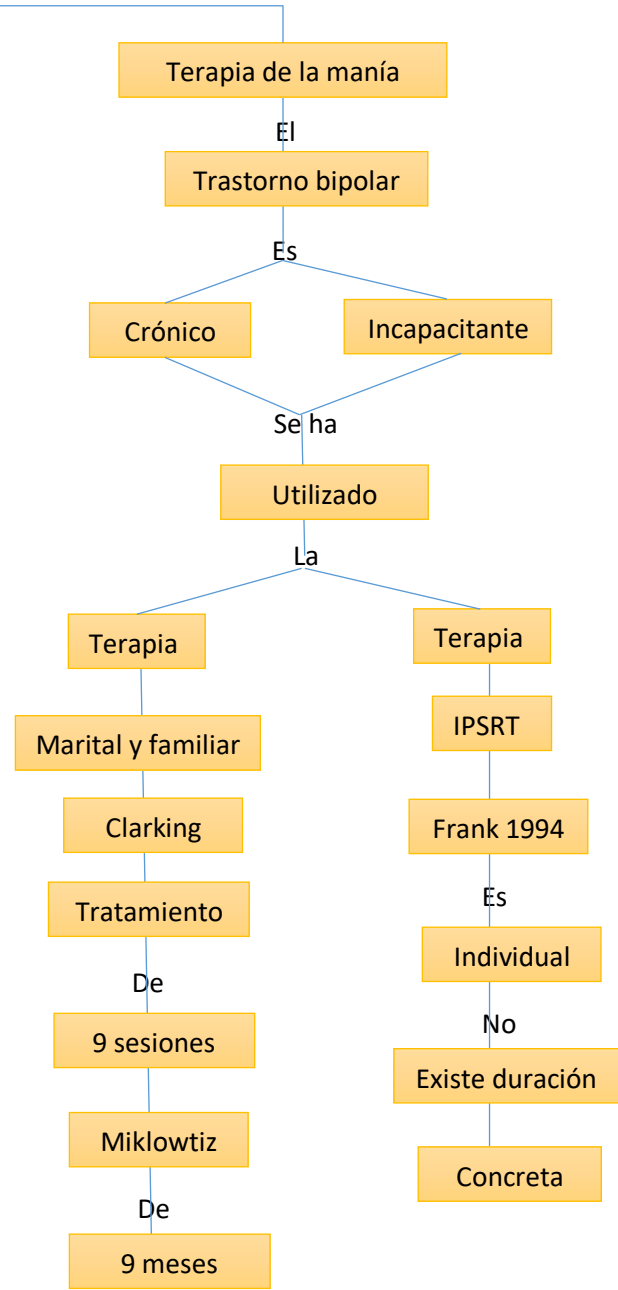 Terapia de la manía
El
Trastorno bipolar
Es
Crónico
Incapacitante
Se ha
Utilizado
La
Terapia
Marital y familiar
Clarking
Tratamiento
De
9 sesiones
Miklowtiz
De
9 meses
Terapia
IPSRT
Frank 1994
Es
Individual
No
Existe duración
Concreta